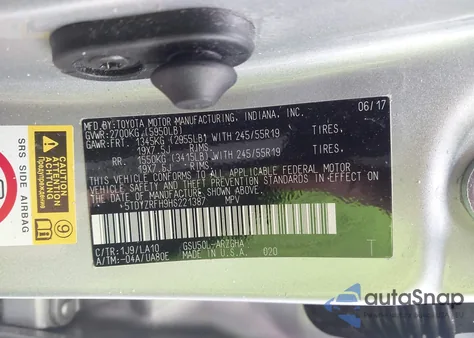 MFD. BY:TOYOTA MOTOR MANUFACTURING, INDIANA, INC.
06/17
GVWR:2700KG(5950LB)
GAWR:FRT. 1345KG(2955LB)WITH 245/55R19 TIRES,
19X7.5J RIMS
RR. 1550KG(3415LB)WITH 245/55R19 TIRES,
19X7.5J RIMS
THIS VEHICLE CONFORMS TO ALL APPLICABLE FEDERAL MOTOR
VEHICLE SAFETY AND THEFT PREVENTION STANDARDS IN EFFECT ON
THE DATE OF MANUFACTURE SHOWN ABOVE.
5TDYZRFH9HS221387 MPV
C/TR:1J9/LA10 GSU50L-ARZGHA
A/TM:-04A/UA80E MADE IN U.S.A. 020
T
SRS SIDE AIRBAG
9
autoSnap